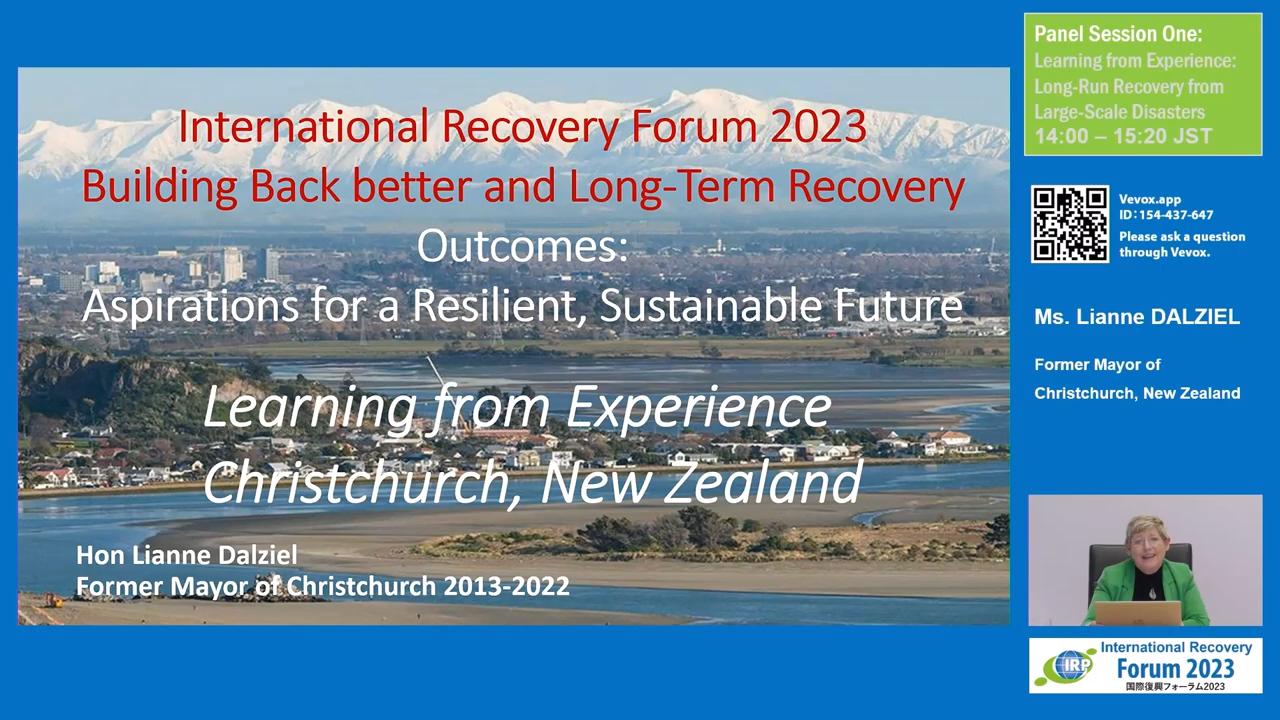 International Recovery Forum 2023
Building Back better and Long-Term Recovery
Outcomes:
Aspirations for a Resilient, Sustainable Future
Learning from Experience
Christchurch, New Zealand
Hon Lianne Dalziel
Former Mayor of Christchurch 2013-2022
Panel Session One:
Learning from Experience:
Long-Run Recovery from
Large-Scale Disasters
14:00 – 15:20 JST
Vevox.app
ID：154-437-647
Please ask a question
through Vevox.
Ms. Lianne DALZIEL
Former Mayor of
Christchurch, New Zealand
IRP
International Recovery
Forum 2023
国際復興フォーラム2023